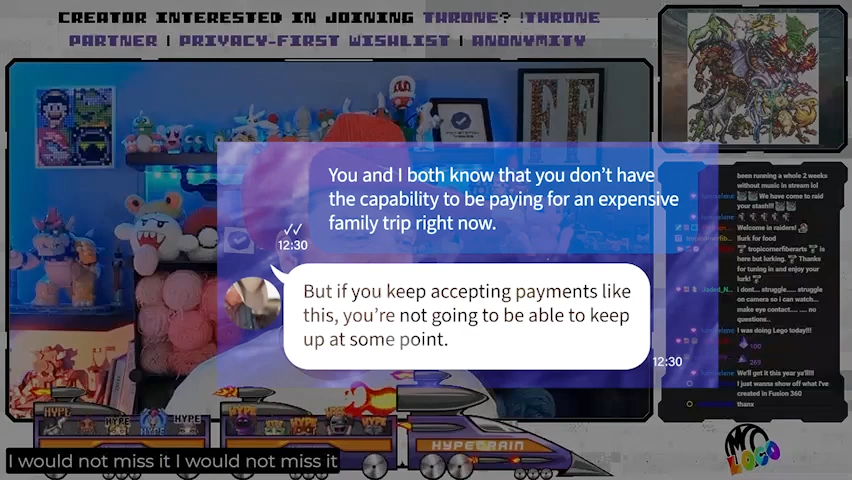 CREATOR INTERESTED IN JOINING THRONE? !THRONE
PARTNER | PRIVACY-FIRST WISHLIST | ANONYMITY
FF
You and I both know that you don't have
the capability to be paying for an expensive
family trip right now.
12:30
But if you keep accepting payments like
this, you're not going to be able to keep
up at some point.
12:30
been running a whole 2 weeks
without music in stream lol
We have come to raid
your stash!!!
Welcome in raiders!
lurk for food
tropicornfiberarts is
here but lurking. Thanks
for tuning in and enjoy your
lurk!
I dont... struggle..... struggle
on camera so i can watch...
make eye contact..... no
questions..
I was doing Lego today!!!
100
269
We'll get it this year ya'll!!!
I just wanna show off what I've
created in Fusion 360
thanx
HYPE
HYPE
HYPE
HYPETRAIN
LOCO
I would not miss it I would not miss it